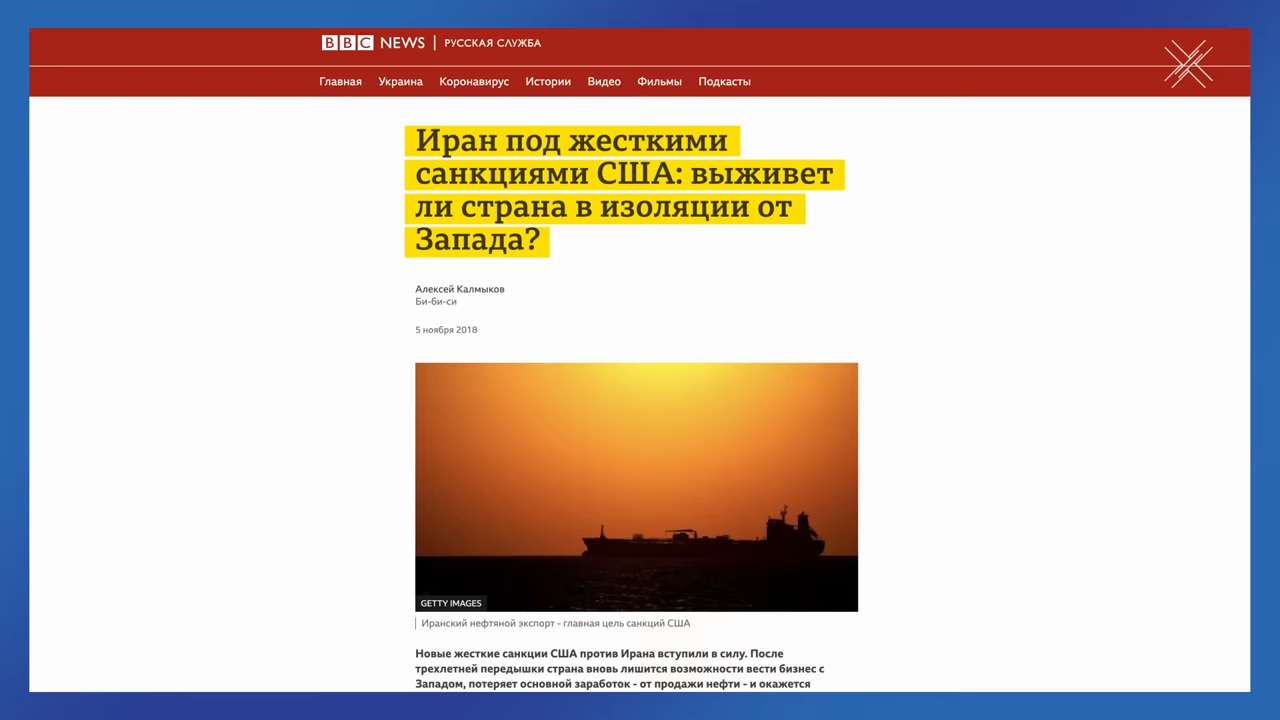 BBC NEWS | РУССКАЯ СЛУЖБА
Главная Украина Коронавирус Истории Видео Фильмы Подкасты
Иран под жесткими
санкциями США: выживет
ли страна в изоляции от
Запада?
Алексей Калмыков
Би-би-си
5 ноября 2018
GETTY IMAGES
Иранский нефтяной экспорт - главная цель санкций США
Новые жесткие санкции США против Ирана вступили в силу. После
трехлетней передышки страна вновь лишится возможности вести бизнес с
Западом, потеряет основной заработок - от продажи нефти - и окажется